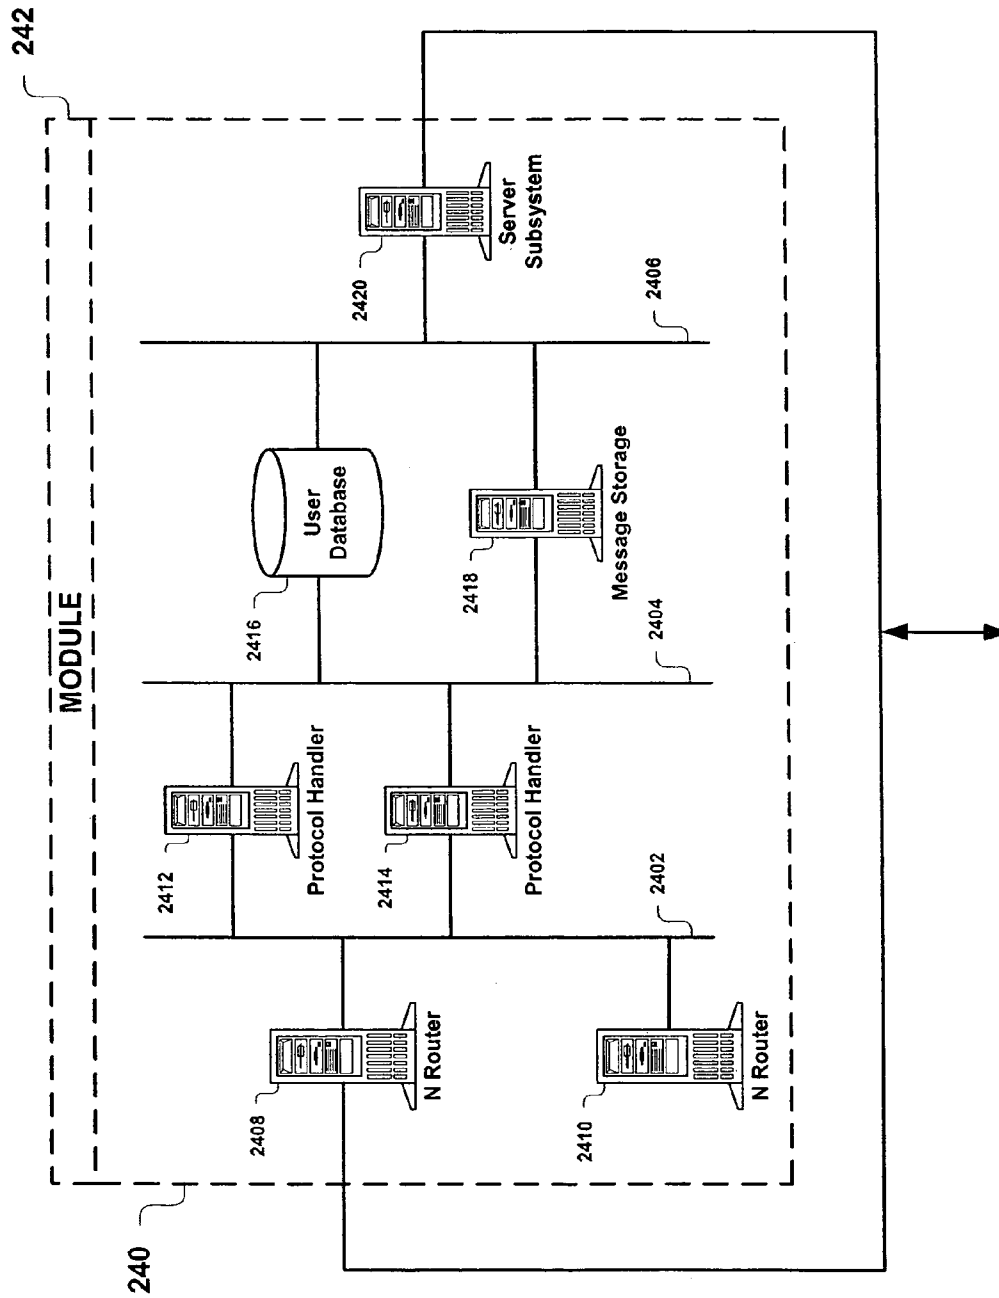 242
MODULE
240
2412
Protocol Handler
2408
N Router
2416
User
Database
2420
Server
Subsystem
2414
Protocol Handler
2418
Message Storage
2410
N Router
2402
2404
2406